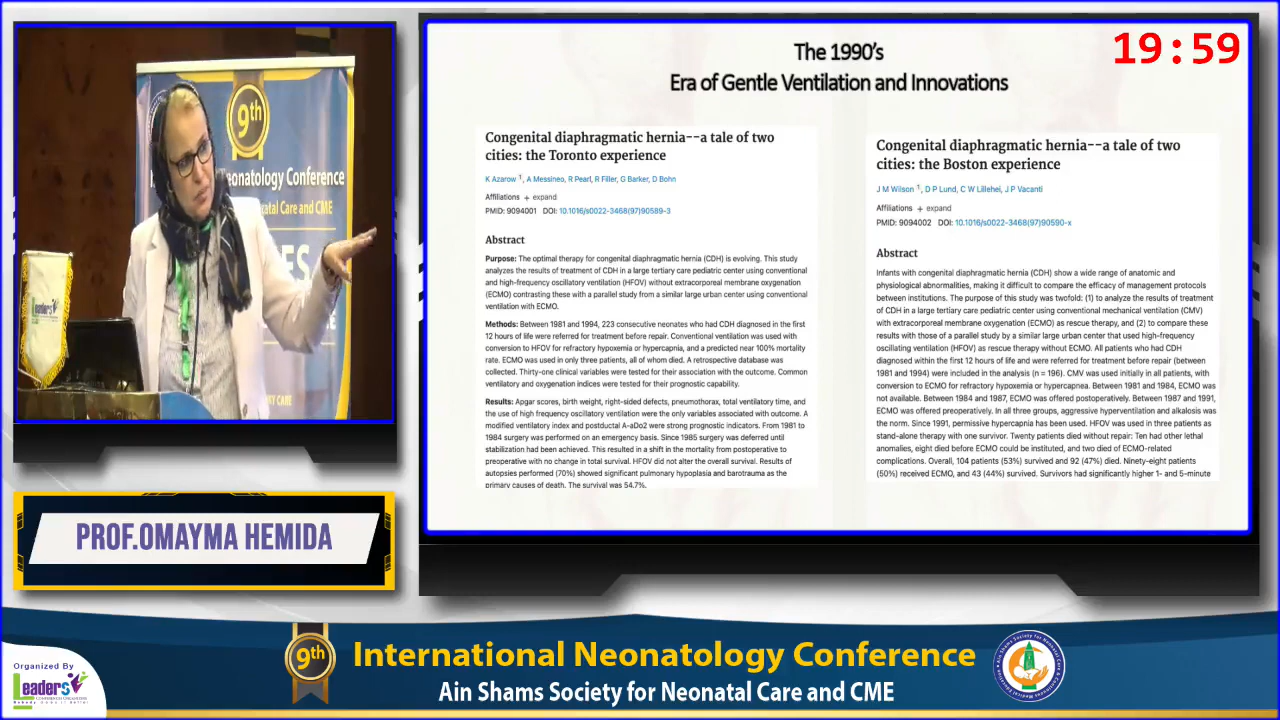 9th
eonatology Conference
natal Care and CME
19:59
The 1990's
Era of Gentle Ventilation and Innovations
Congenital diaphragmatic hernia--a tale of two
cities: the Toronto experience
K Azarow 1, A Messineo, R Pearl, R Filler, G Barker, D Bohn
Affiliations + expand
PMID: 9094001 DOI: 10.1016/s0022-3468(97)90589-3
Abstract
Purpose: The optimal therapy for congenital diaphragmatic hernia (CDH) is evolving. This study
analyzes the results of treatment of CDH in a large tertiary care pediatric center using conventional
and high-frequency oscillatory ventilation (HFOV) without extracorporeal membrane oxygenation
(ECMO) contrasting these with a parallel study from a similar large urban center using conventional
ventilation with ECMO.
Methods: Between 1981 and 1994, 223 consecutive neonates who had CDH diagnosed in the first
12 hours of life were referred for treatment before repair. Conventional ventilation was used with
conversion to HFOV for refractory hypoxemia or hypercapnia, and a predicted near 100% mortality
rate. ECMO was used in only three patients, all of whom died. A retrospective database was
collected. Thirty-one clinical variables were tested for their association with the outcome. Common
ventilatory and oxygenation indices were tested for their prognostic capability.
Results: Apgar scores, birth weight, right-sided defects, pneumothorax, total ventilatory time, and
the use of high frequency oscillatory ventilation were the only variables associated with outcome. A
modified ventilatory index and postductal A-aDo2 were strong prognostic indicators. From 1981 to
1984 surgery was performed on an emergency basis. Since 1985 surgery was deferred until
stabilization had been achieved. This resulted in a shift in the mortality from postoperative to
preoperative with no change in total survival. HFOV did not alter the overall survival. Results of
autopsies performed (70%) showed significant pulmonary hypoplasia and barotrauma as the
primary causes of death. The survival was 54.7%.
Congenital diaphragmatic hernia--a tale of two
cities: the Boston experience
J M Wilson 1, D P Lund, C W Lillehei, J P Vacanti
Affiliations + expand
PMID: 9094002 DOI: 10.1016/s0022-3468(97)90590-x
Abstract
Infants with congenital diaphragmatic hernia (CDH) show a wide range of anatomic and
physiological abnormalities, making it difficult to compare the efficacy of management protocols
between institutions. The purpose of this study was twofold: (1) to analyze the results of treatment
of CDH in a large tertiary care pediatric center using conventional mechanical ventilation (CMV)
with extracorporeal membrane oxygenation (ECMO) as rescue therapy, and (2) to compare these
results with those of a parallel study by a similar large urban center that used high-frequency
oscillating ventilation (HFOV) as rescue therapy without ECMO. All patients who had CDH
diagnosed within the first 12 hours of life and were referred for treatment before repair (between
1981 and 1994) were included in the analysis (n = 196). CMV was used initially in all patients, with
conversion to ECMO for refractory hypoxemia or hypercapnea. Between 1981 and 1984, ECMO was
not available. Between 1984 and 1987, ECMO was offered postoperatively. Between 1987 and 1991,
ECMO was offered preoperatively. In all three groups, aggressive hyperventilation and alkalosis was
the norm. Since 1991, permissive hypercapnia has been used. HFOV was used in three patients as
stand-alone therapy with one survivor. Twenty patients died without repair: Ten had other lethal
anomalies, eight died before ECMO could be instituted, and two died of ECMO-related
complications. Overall, 104 patients (53%) survived and 92 (47%) died. Ninety-eight patients
(50%) received ECMO, and 43 (44%) survived. Survivors had significantly higher 1- and 5-minute
PROF.OMAYMA HEMIDA
Organized By
Leaders
9th
International Neonatology Conference
Ain Shams Society for Neonatal Care and CME